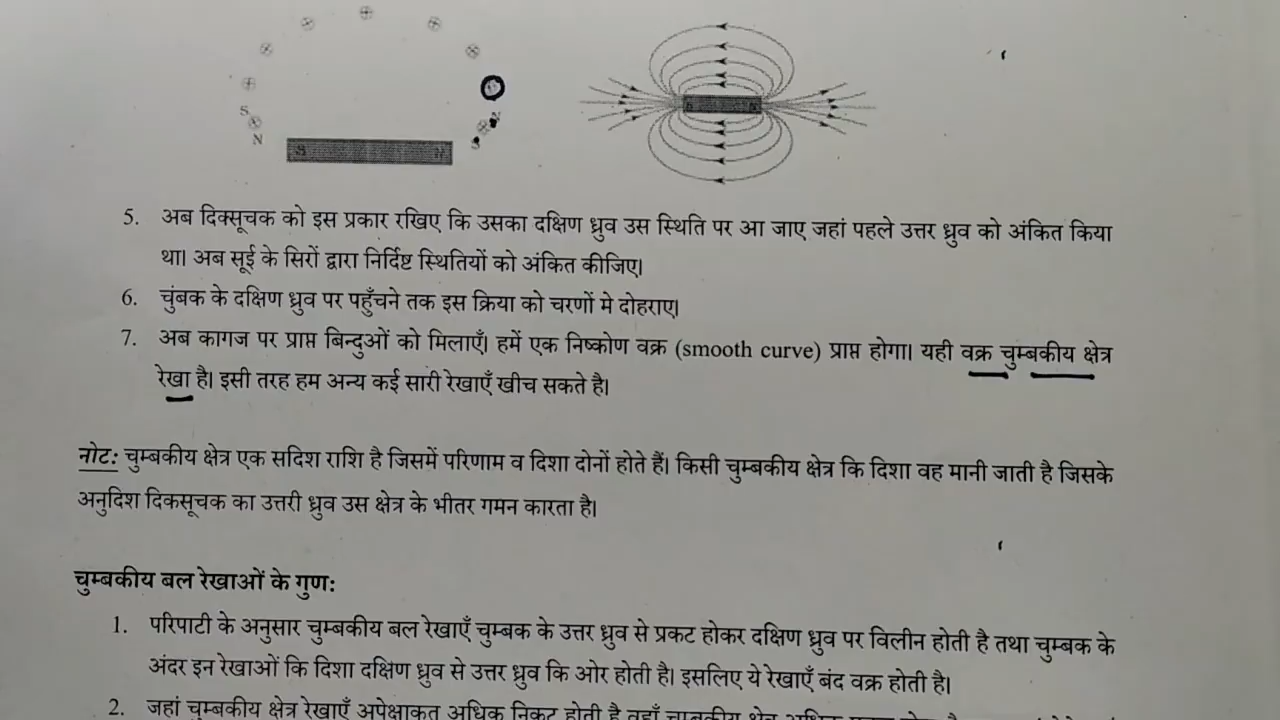 S
N
N
S
S
N
5. अब दिक्सूचक को इस प्रकार रखिए कि उसका दक्षिण ध्रुव उस स्थिति पर आ जाए जहां पहले उत्तर ध्रुव को अंकित किया
था। अब सूई के सिरों द्वारा निर्दिष्ट स्थितियों को अंकित कीजिए।
6. चुंबक के दक्षिण ध्रुव पर पहुँचने तक इस क्रिया को चरणों मे दोहराए।
7. अब कागज पर प्राप्त बिन्दुओं को मिलाएँ। हमें एक निष्कोण वक्र (smooth curve) प्राप्त होगा। यही वक्र चुम्बकीय क्षेत्र
रेखा है। इसी तरह हम अन्य कई सारी रेखाएँ खीच सकते है।
नोट: चुम्बकीय क्षेत्र एक सदिश राशि है जिसमें परिणाम व दिशा दोनों होते हैं। किसी चुम्बकीय क्षेत्र कि दिशा वह मानी जाती है जिसके
अनुदिश दिकसूचक का उत्तरी ध्रुव उस क्षेत्र के भीतर गमन कारता है।
चुम्बकीय बल रेखाओं के गुण:
1. परिपाटी के अनुसार चुम्बकीय बल रेखाएँ चुम्बक के उत्तर ध्रुव से प्रकट होकर दक्षिण ध्रुव पर विलीन होती है तथा चुम्बक के
अंदर इन रेखाओं कि दिशा दक्षिण ध्रुव से उत्तर ध्रुव कि ओर होती है। इसलिए ये रेखाएँ बंद वक्र होती है।
2. जहां चुम्बकीय क्षेत्र रेखाएँ अपेक्षाकृत अधिक निकट होती है वहाँ चुम्बकीय क्षेत्र अधिक